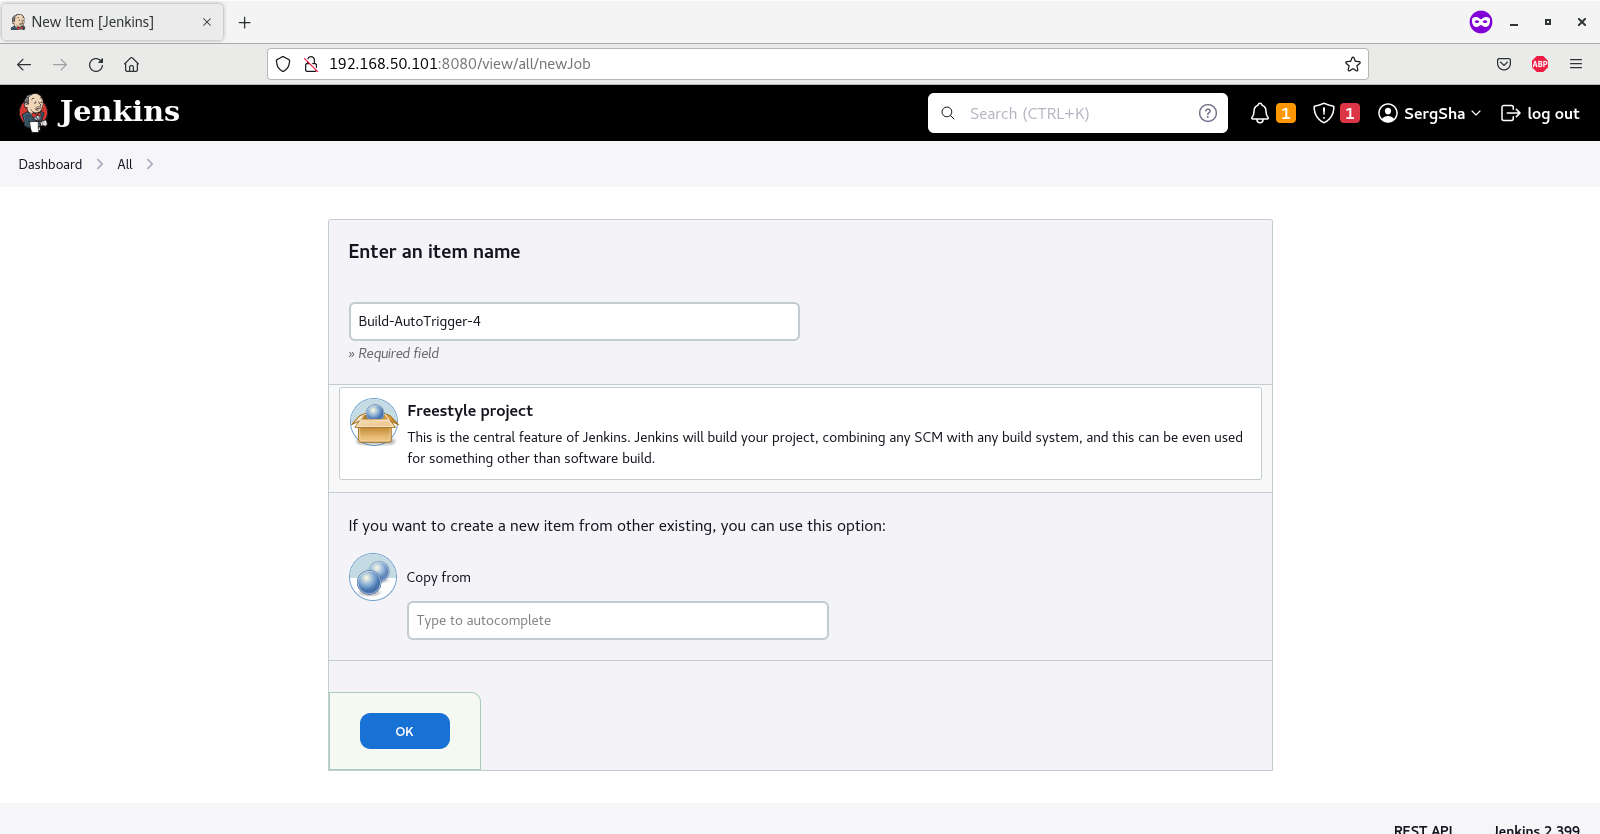 New Item [Jenkins]
192.168.50.101:8080/view/all/newJob
ABP
Jenkins
Search (CTRL+K)
1
1
SergSha
log out
Dashboard
All
Enter an item name
Build-AutoTrigger-4
» Required field
Freestyle project
This is the central feature of Jenkins. Jenkins will build your project, combining any SCM with any build system, and this can be even used
for something other than software build.
If you want to create a new item from other existing, you can use this option:
Copy from
Type to autocomplete
OK
REST API
Jenkins 2.399